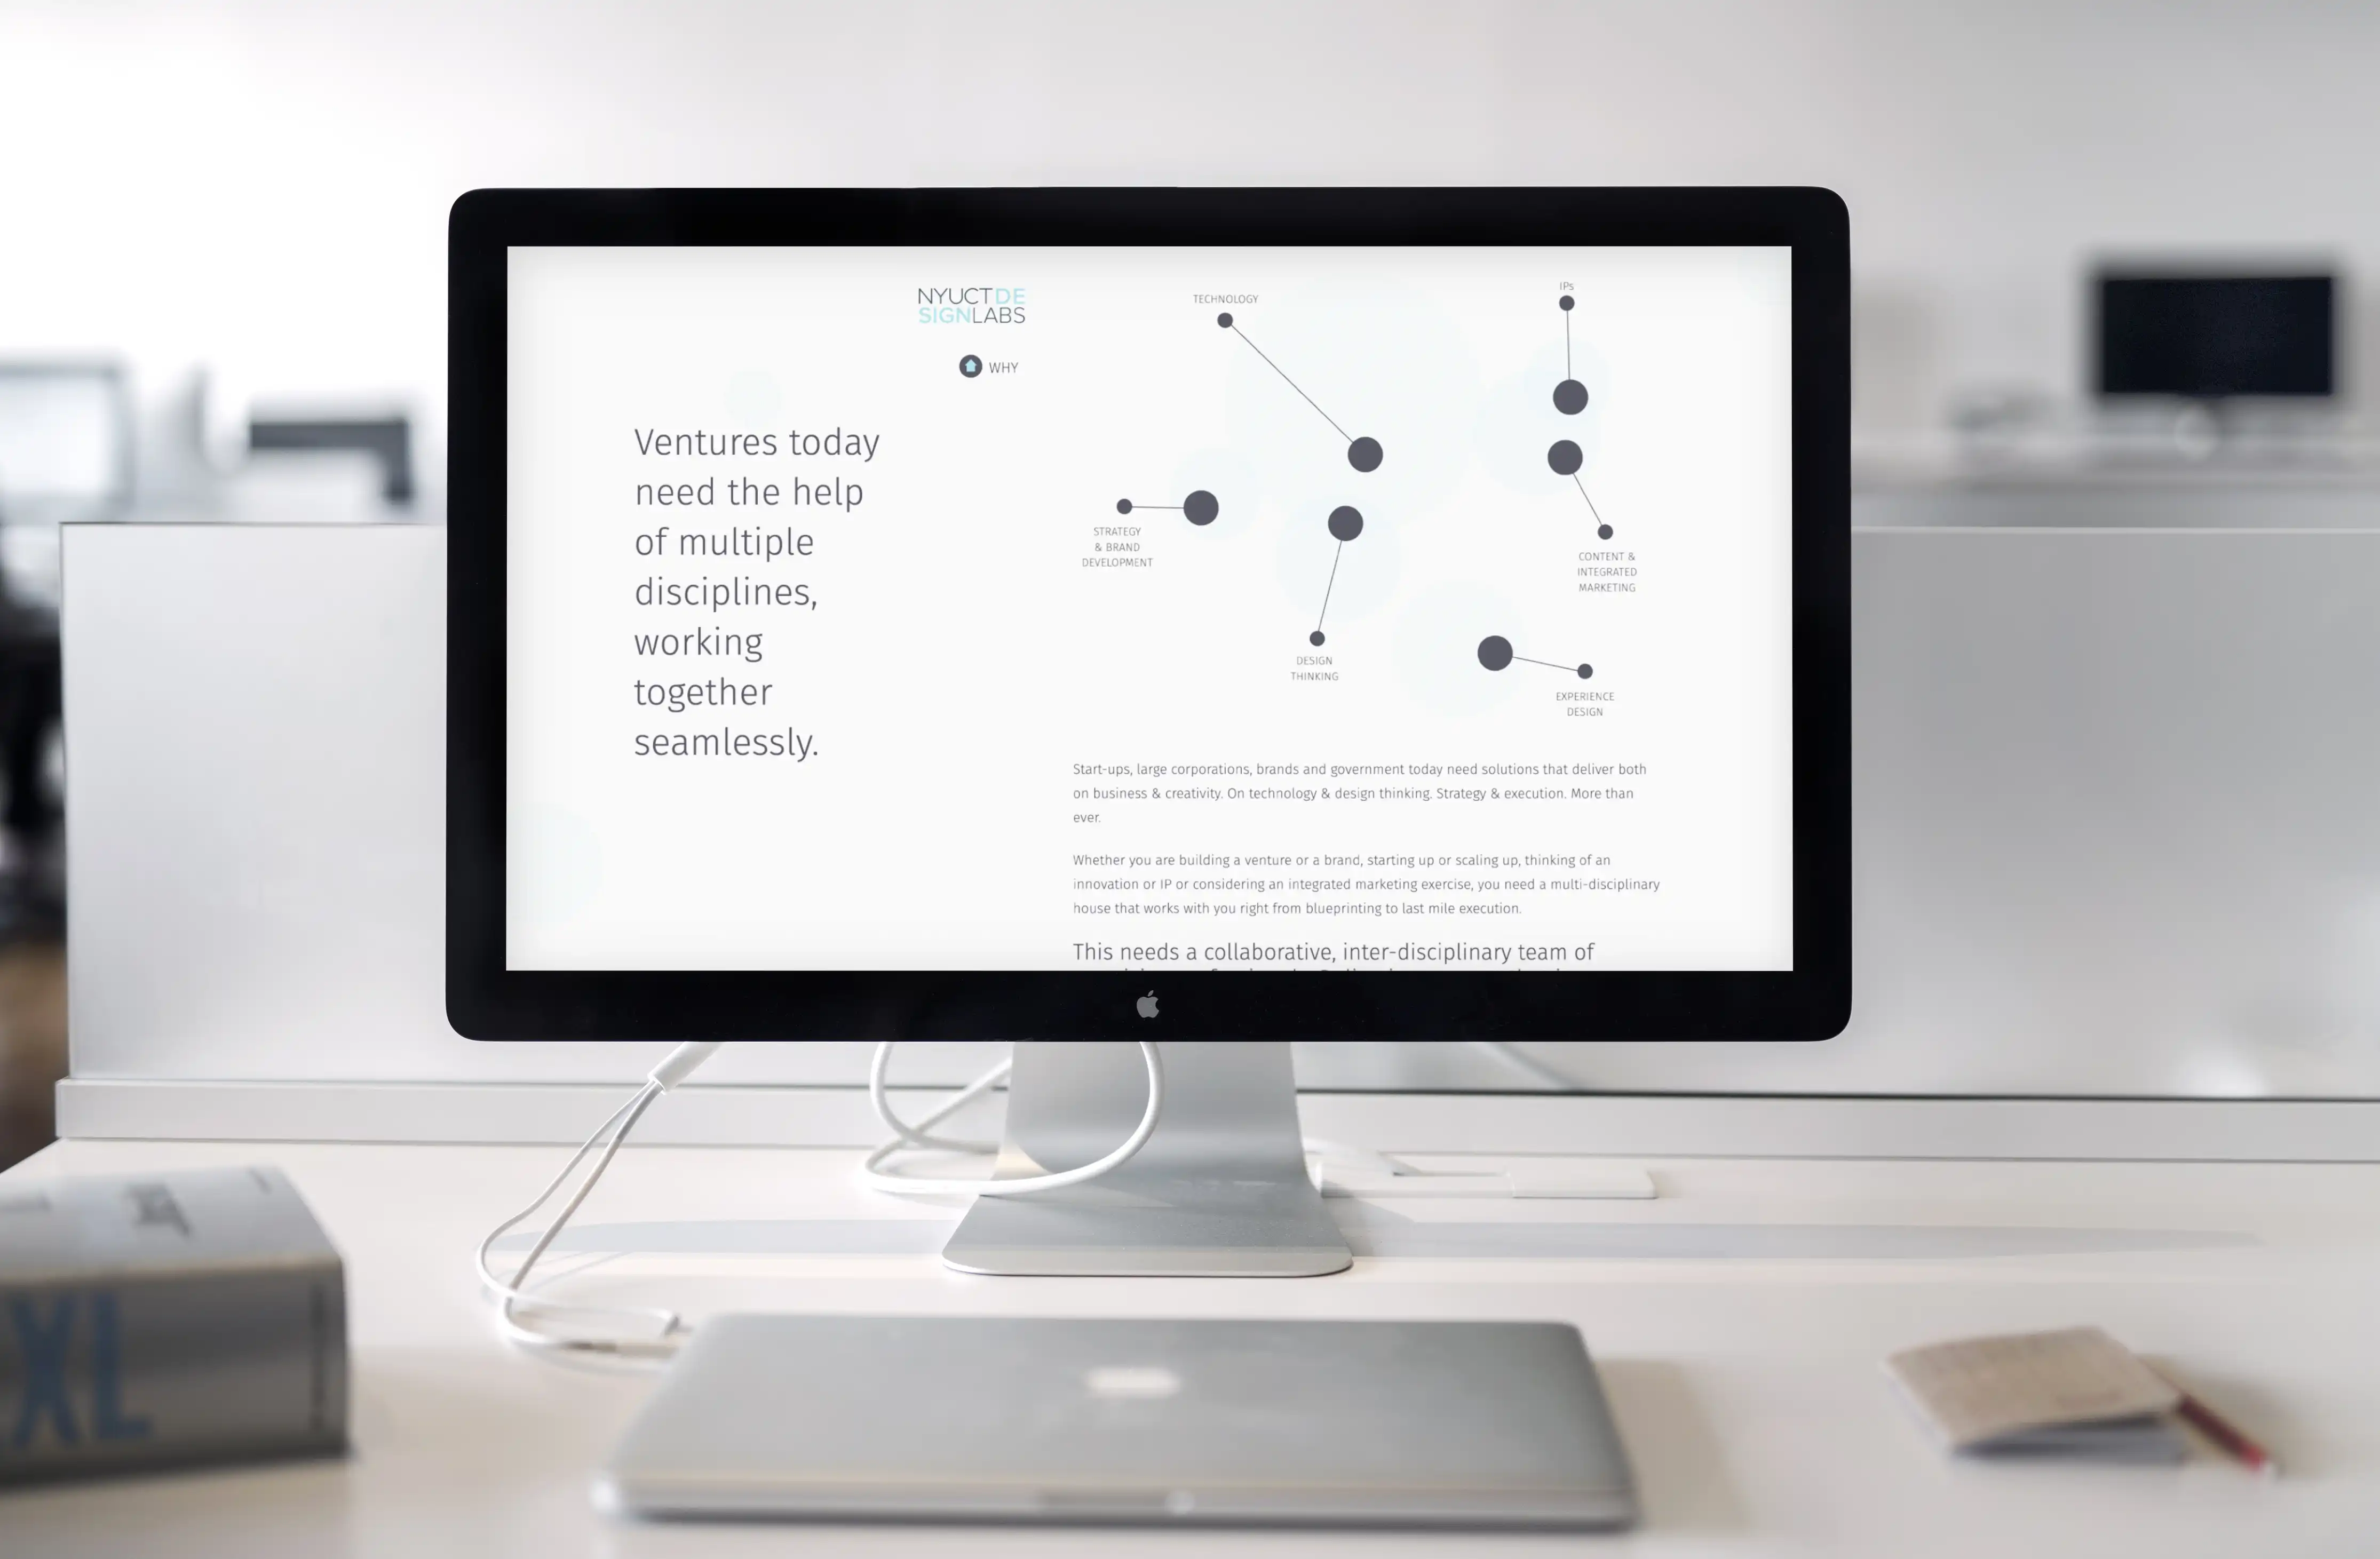 NYUCTDE
SIGNLABS
WHY
Ventures today
need the help
of multiple
disciplines,
working
together
seamlessly.
TECHNOLOGY
IPs
STRATEGY
& BRAND
DEVELOPMENT
CONTENT &
INTEGRATED
MARKETING
DESIGN
THINKING
EXPERIENCE
DESIGN
Start-ups, large corporations, brands and government today need solutions that deliver both
on business & creativity. On technology & design thinking. Strategy & execution. More than
ever.
Whether you are building a venture or a brand, starting up or scaling up, thinking of an
innovation or IP or considering an integrated marketing exercise, you need a multi-disciplinary
house that works with you right from blueprinting to last mile execution.
This needs a collaborative, inter-disciplinary team of
XL